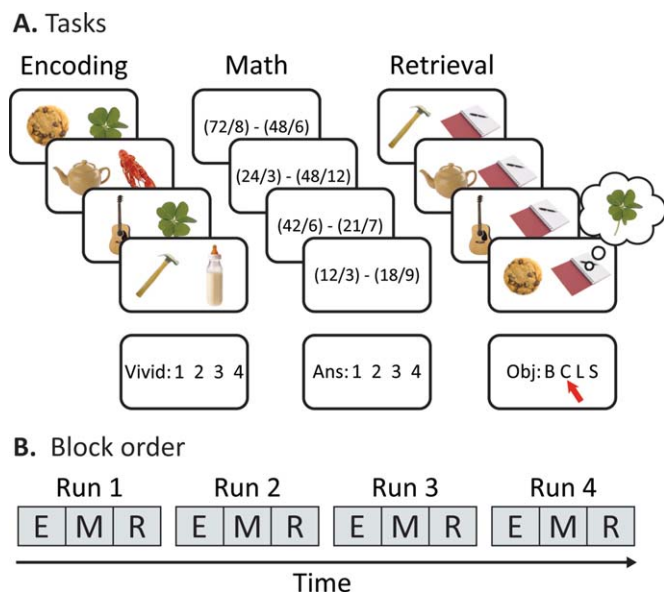 A. Tasks
Encoding Math Retrieval
(72/8) - (48/6)
(24/3) - (48/12)
(42/6) - (21/7)
(12/3) - (18/9)
Vivid: 1 2 3 4
Ans: 1 2 3 4
Obj: B C L S
B. Block order
Run 1 Run 2 Run 3 Run 4
E M R E M R E M R E M R
Time